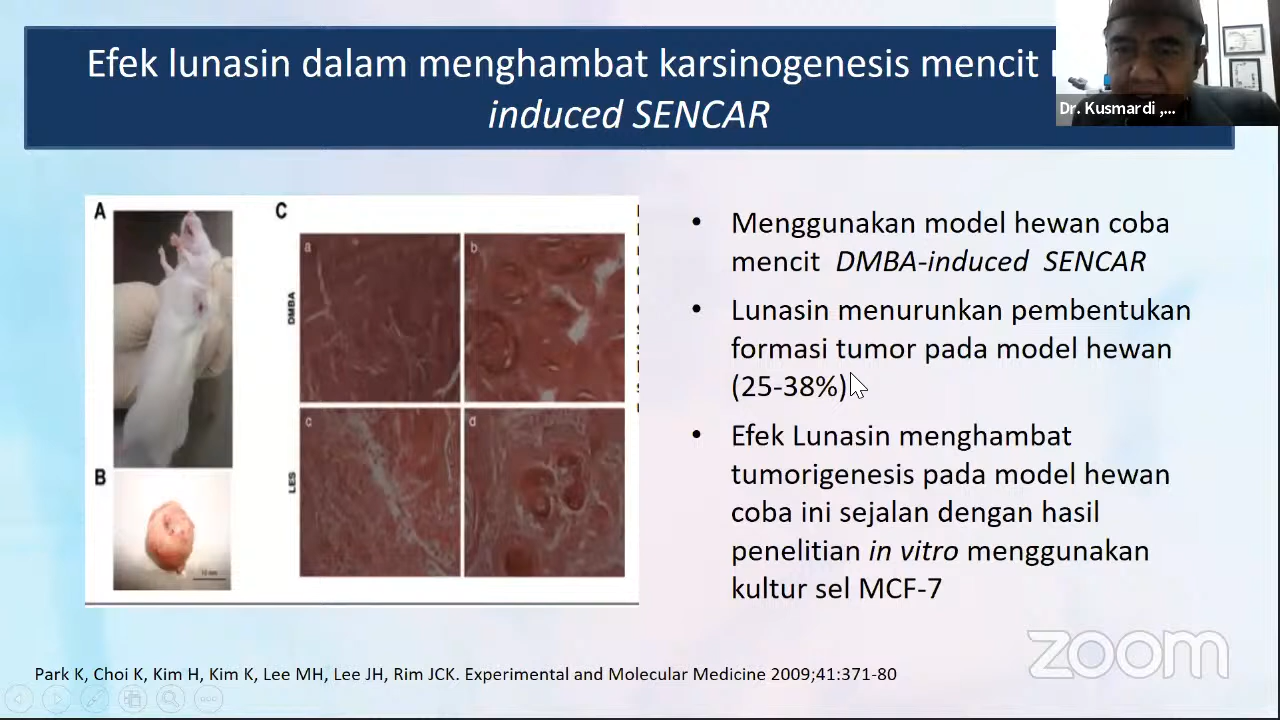 Efek lunasin dalam menghambat karsinogenesis mencit
induced SENCAR
Dr. Kusmardi ,...
A
C
a
b
DMBA
B
c
d
LES
10 mm
• Menggunakan model hewan coba
mencit DMBA-induced SENCAR
• Lunasin menurunkan pembentukan
formasi tumor pada model hewan
(25-38%)
• Efek Lunasin menghambat
tumorigenesis pada model hewan
coba ini sejalan dengan hasil
penelitian in vitro menggunakan
kultur sel MCF-7
zoom
Park K, Choi K, Kim H, Kim K, Lee MH, Lee JH, Rim JCK. Experimental and Molecular Medicine 2009;41:371-80